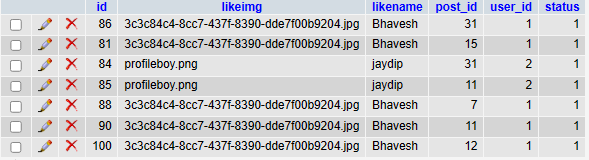 id likeimg likename post_id user_id status
86 3c3c84c4-8cc7-437f-8390-dde7f00b9204.jpg Bhavesh 31 1 1
81 3c3c84c4-8cc7-437f-8390-dde7f00b9204.jpg Bhavesh 15 1 1
84 profileboy.png jaydip 31 2 1
85 profileboy.png jaydip 11 2 1
88 3c3c84c4-8cc7-437f-8390-dde7f00b9204.jpg Bhavesh 7 1 1
90 3c3c84c4-8cc7-437f-8390-dde7f00b9204.jpg Bhavesh 11 1 1
100 3c3c84c4-8cc7-437f-8390-dde7f00b9204.jpg Bhavesh 12 1 1